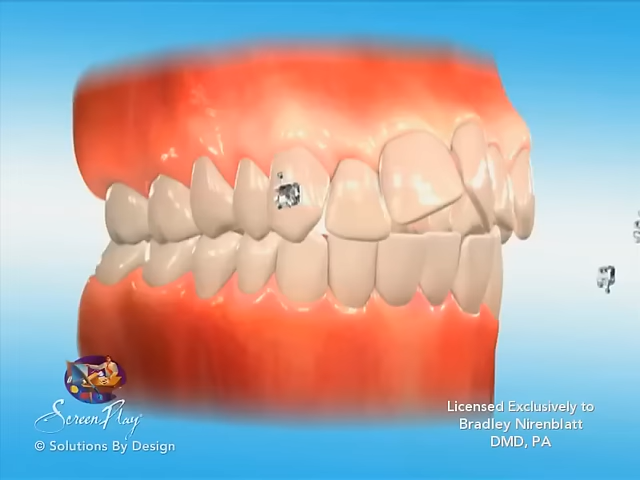 ScreenPlay
© Solutions By Design
Licensed Exclusively to
Bradley Nirenblatt
DMD, PA